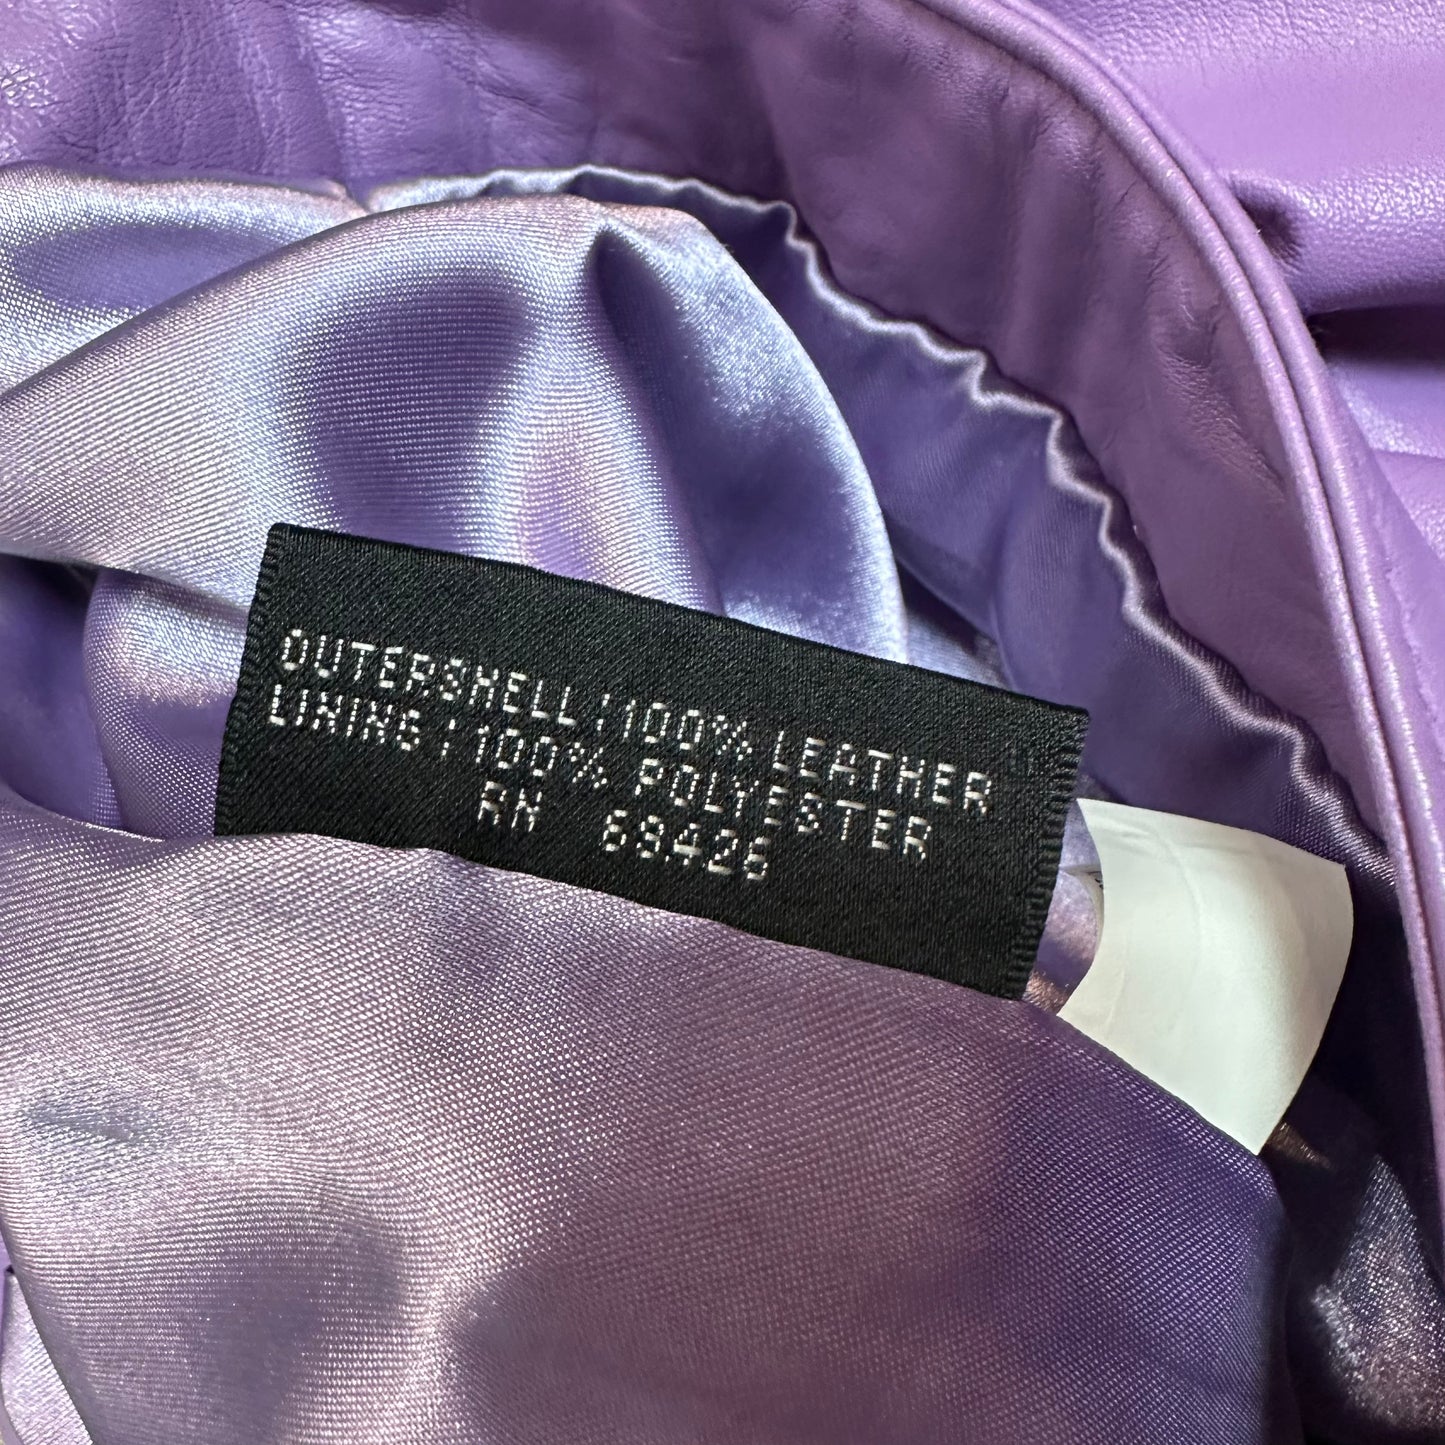 OUTERSHELL:100% LEATHER
LINING:100% POLYESTER
RN 69426